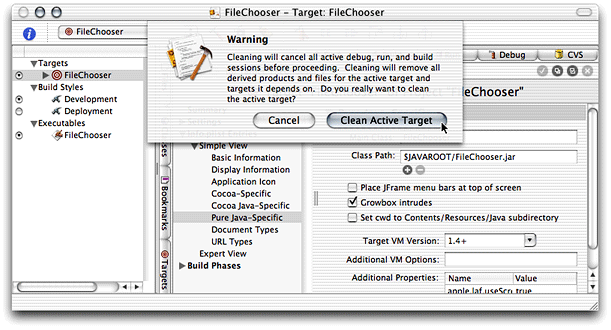 FileChooser – Target: FileChooser
FileChooser
Warning
Cleaning will cancel all active debug, run, and build
sessions before proceeding. Cleaning will remove all
derived products and files for the active target and
targets it depends on. Do you really want to clean
the active target?
Cancel
Clean Active Target
Debug
CVS
FileChooser"
Targets
FileChooser
Build Styles
Development
Deployment
Executables
FileChooser
Bookmarks
Targets
Simple View
Basic Information
Display Information
Application Icon
Cocoa-Specific
Cocoa Java-Specific
Pure Java-Specific
Document Types
URL Types
Expert View
Build Phases
Class Path:
$JAVAROOT/FileChooser.jar
Place JFrame menu bars at top of screen
Growbox intrudes
Set cwd to Contents/Resources/Java subdirectory
Target VM Version:
1.4+
Additional VM Options:
Additional Properties:
Name
Value
true